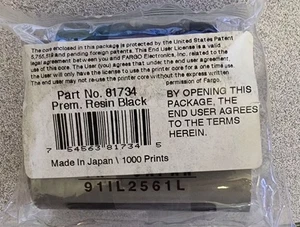 The core enclosed in this package is protected by the United States Patent
5,755,519 and pending foreign patents. This End User License is a valid
legal agreement between you and FARGO Electronics, Inc. related to the
use of this core. The User (you) agrees that under the end user agreement
the user will only have the license to use the printer core for a one time use.
The end user may not re-use the printer core without the express written
permission of Fargo.
Part No. 81734
Prem. Resin Black
7 54563 81734 5
Made In Japan \ 1000 Prints
BY OPENING THIS
PACKAGE, THE
END USER AGREES
TO THE TERMS
HEREIN.
91IL2561L